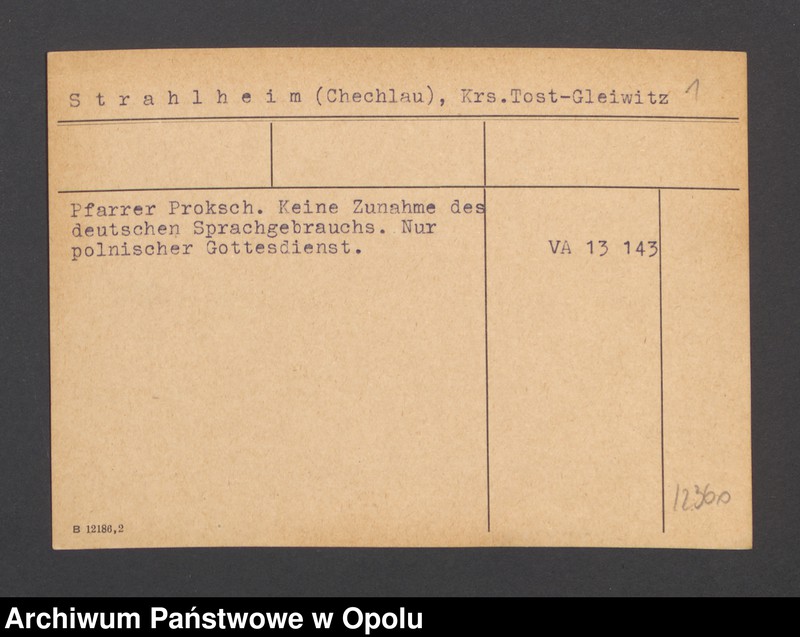 Strahlheim (Chechlau), Krs.Tost-Gleiwitz 1
Pfarrer Proksch. Keine Zunahme des
deutschen Sprachgebrauchs. Nur
polnischer Gottesdienst.
VA 13 143
12360
B 12186,2
Archiwum Państwowe w Opolu